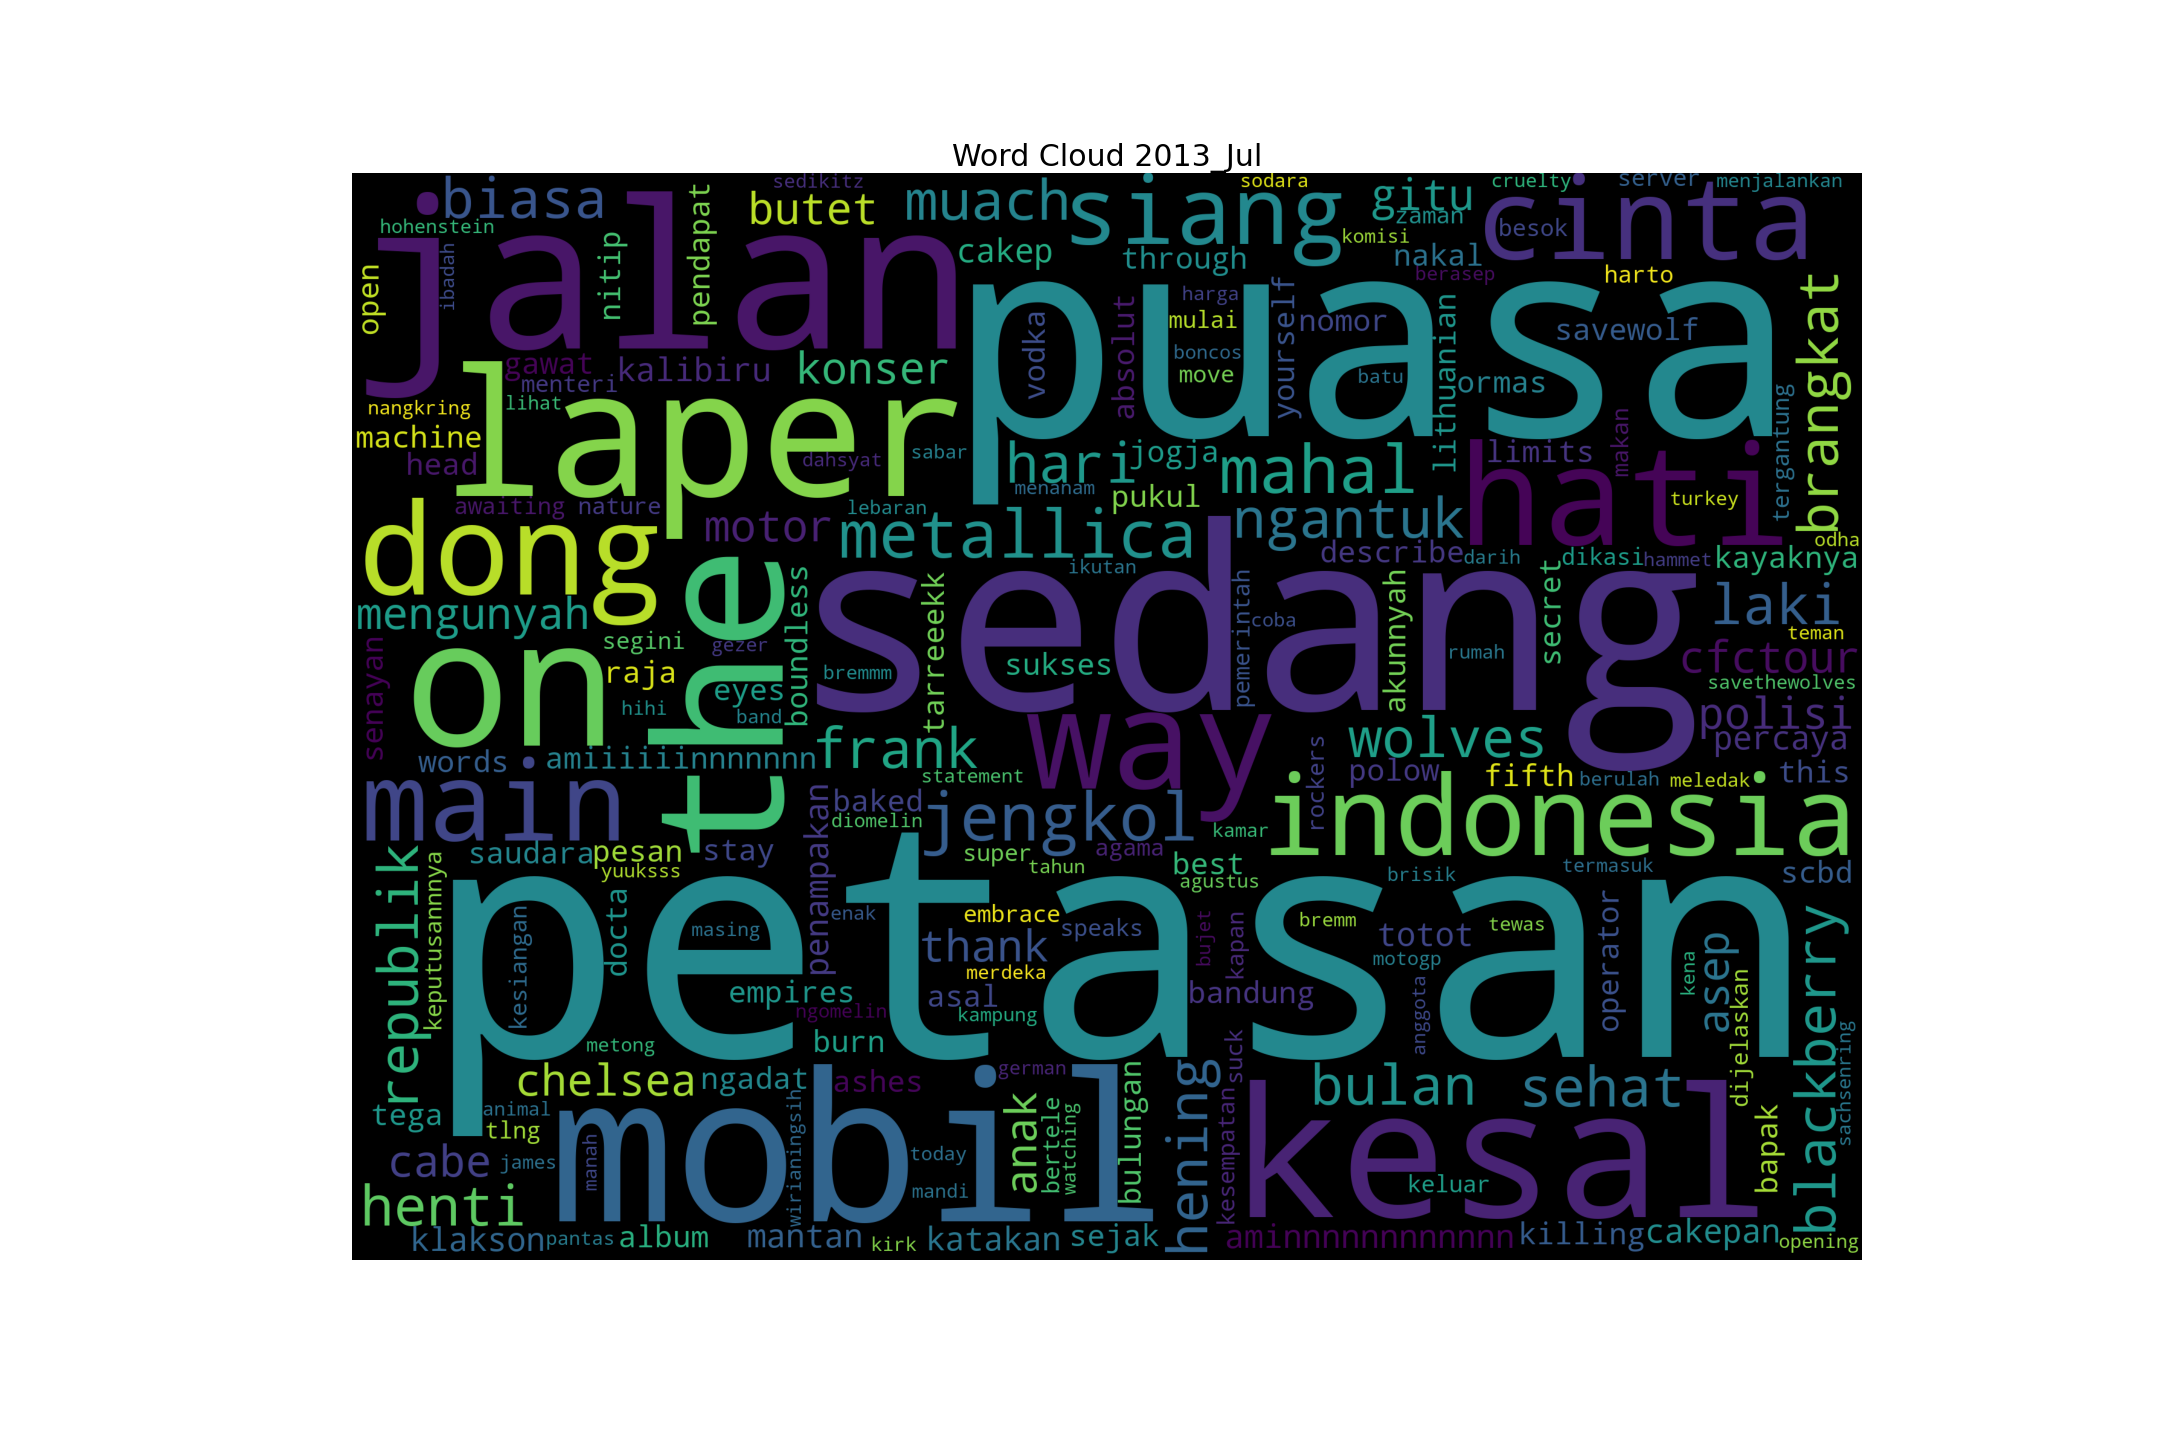 Word Cloud 2013_Jul
jalan
biasa
hohenstein
ibadah
open
nitip
pendapat
sedikitz
butet
muach
siang
sodara
gitu
zaman
komisi
nakal
berasep
cruelty
server
menjalankan
cinta
besok
harto
cakep
through
puasa
vodka
absolut
harga
mulai
boncos
move
yourself
nomor
batu
lithuanian
ormas
savewolf
brangkat
gawat
menteri
kalibiru
konser
lihat
nangkring
machine
head
laper
dahsyat
sabar
hari
jogja
menanam
pukul
mahal
limits
hati
makan
turkey
tergantung
odha
awaiting
nature
motor
lebaran
metallica
ikutan
ngantuk
describe
darih
secret
dikasi
hammet
kayaknya
dong
mengunyah
the
boundless
sedang
tarreeekk
sukses
pemerintah
coba
akunnyah
rumah
laki
teman
cfctour
savethewolves
senayan
on
segini
raja
hihi
gezer
eyes
band
bremmm
way
wolves
polisi
percaya
words
amiiiiiinnnnnnn
frank
statement
rockers
polow
fifth
berulah
meledak
this
main
penampakan
baked
diomelin
jengkol
kamar
indonesia
republik
keputusannnya
saudara
pesan
yuuksss
stay
super
tahun
agama
best
agustus
brisik
termasuk
scbd
petasan
kesiangan
docta
masing
enak
embrace
speaks
thank
merdeka
bujet
kapan
bremm
totot
tewas
motogp
operator
kena
asep
blackberry
empires
asal
ngomelin
kampung
bandung
anggota
dijelaskan
sachsenring
metong
burn
chelsea
ngadat
ashes
german
suck
bulan
sehat
tega
animal
tlng
cabe
james
manah
wirianingsih
mobil
today
mandi
anak
bertele
watching
bulungan
hening
kesempatan
kesal
keluar
bapak
henti
klakson
pantas
album
mantan
kirk
katakan
sejak
aminnnnnnnnnnnn
killing
cakepan
opening